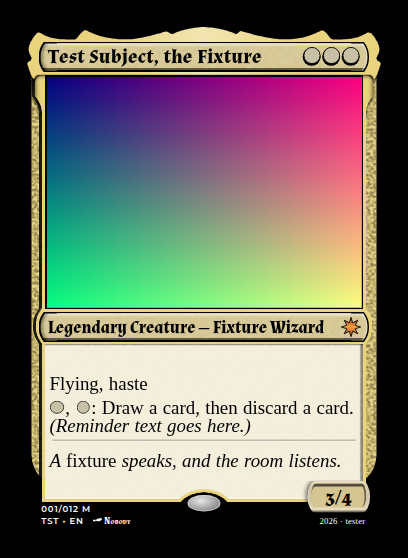 Test Subject, the Fixture
Legendary Creature – Fixture Wizard
Flying, haste
, : Draw a card, then discard a card.
(Reminder text goes here.)
A fixture speaks, and the room listens.
3/4
001/012 M
TST • EN Nobody
2026 - tester